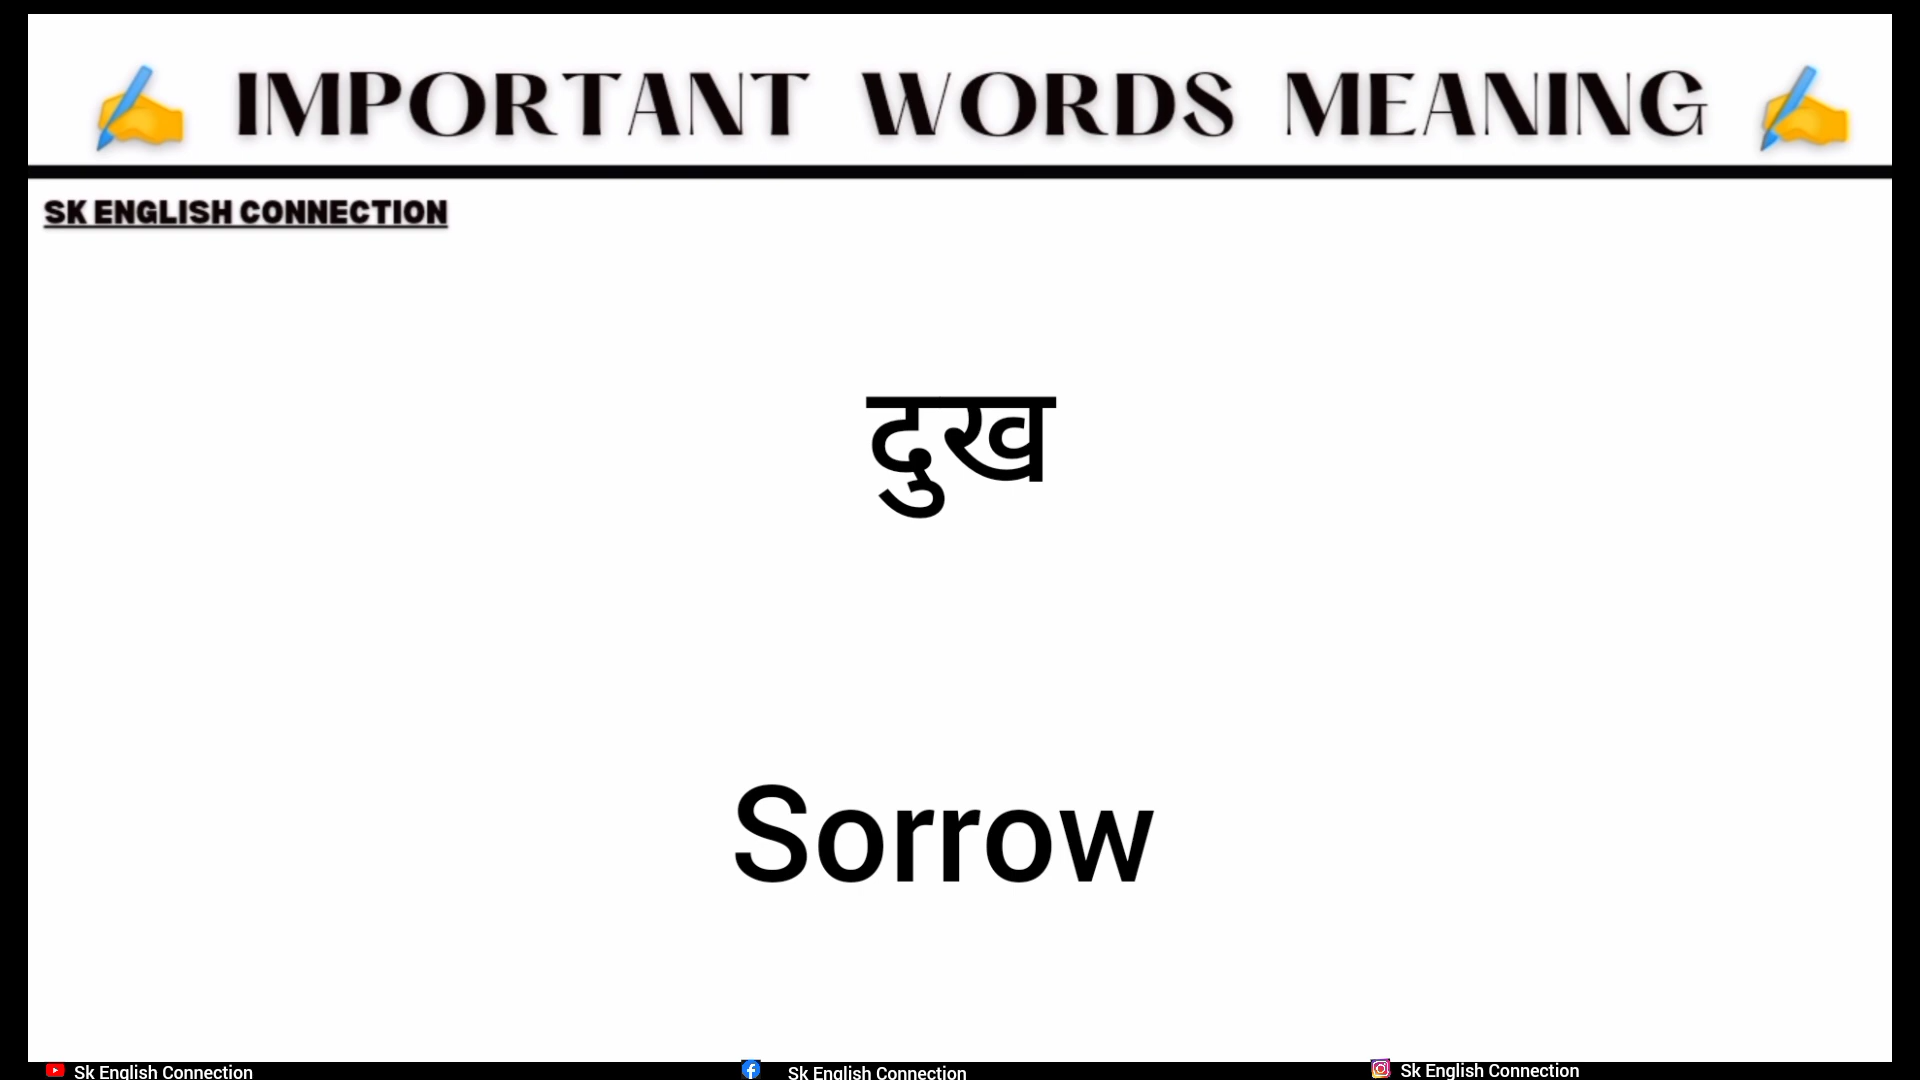 IMPORTANT WORDS MEANING
SK ENGLISH CONNECTION
दुख
Sorrow
Sk English Connection
Sk English Connection
Sk English Connection